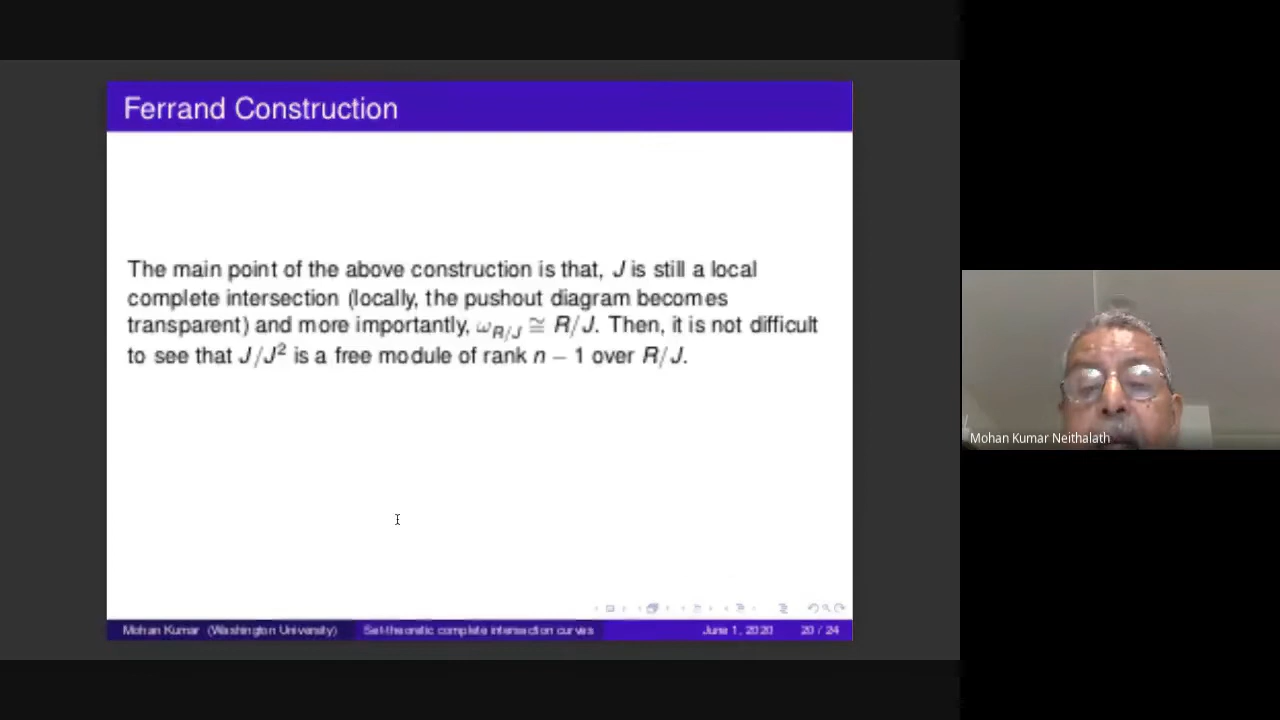 Ferrand Construction
The main point of the above construction is that, J is still a local
complete intersection (locally, the pushout diagram becomes
transparent) and more importantly, ω_{R/J} ≅ R/J. Then, it is not difficult
to see that J/J² is a free module of rank n − 1 over R/J.
Mohan Kumar Neithalath
Mohan Kumar (Washington University) Set-theoretic complete intersection curves June 1, 2020 20 / 24